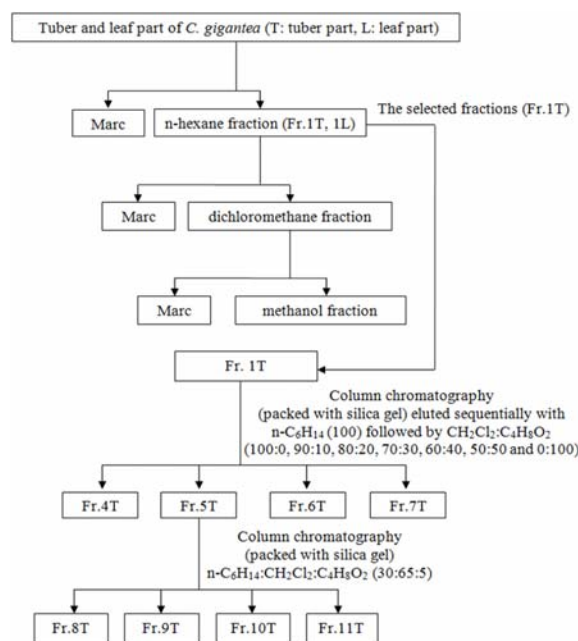 Tuber and leaf part of C. gigantea (T: tuber part, L: leaf part)
The selected fractions (Fr.1T)
Marc
n-hexane fraction (Fr.1T, 1L)
Marc
dichloromethane fraction
Marc
methanol fraction
Fr. 1T
Column chromatography
(packed with silica gel) eluted sequentially with
n-C₆H₁₄ (100) followed by CH₂Cl₂:C₄H₈O₂
(100:0, 90:10, 80:20, 70:30, 60:40, 50:50 and 0:100)
Fr.4T
Fr.5T
Fr.6T
Fr.7T
Column chromatography
(packed with silica gel)
n-C₆H₁₄:CH₂Cl₂:C₄H₈O₂ (30:65:5)
Fr.8T
Fr.9T
Fr.10T
Fr.11T